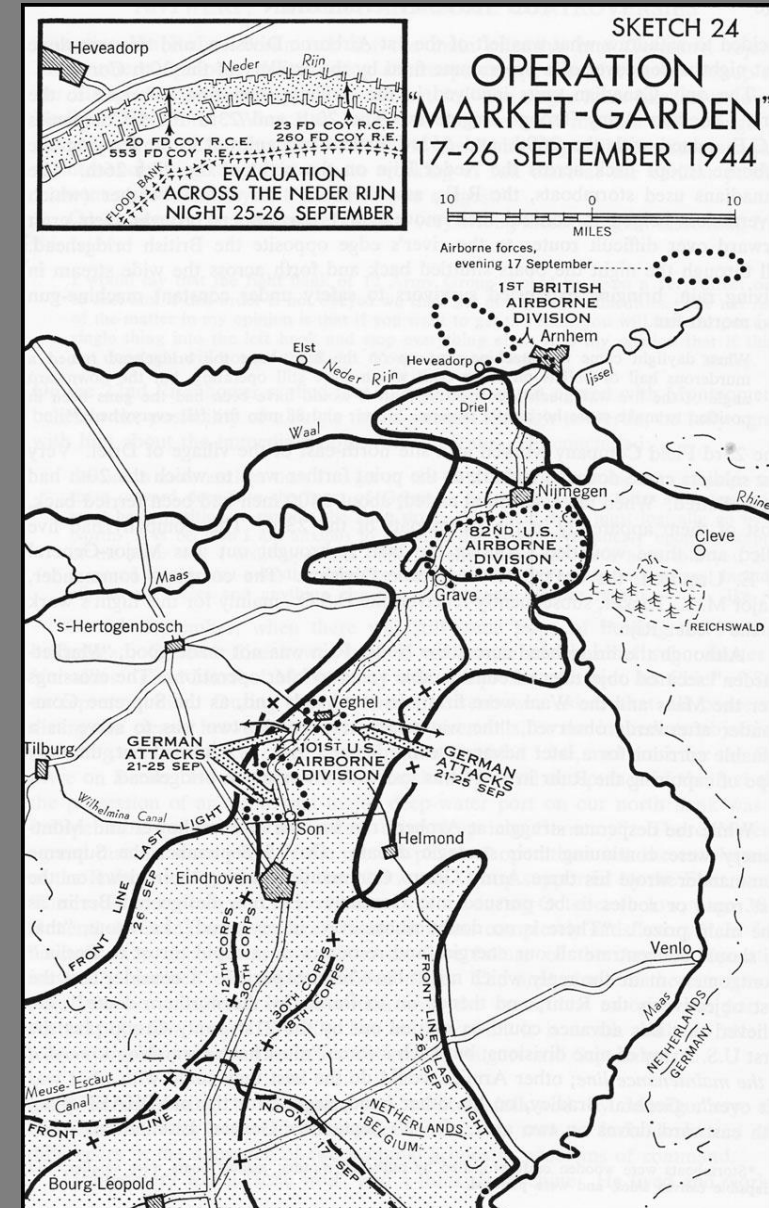 SKETCH 24
OPERATION
"MARKET-GARDEN"
17-26 SEPTEMBER 1944
10 0 10
MILES
Airborne forces,
evening 17 September
Heveadorp
Neder Rijn
20 FD COY R.C.E.
553 FD COY R.E.
23 FD COY R.C.E.
260 FD COY R.E.
FLOOD BANK
EVACUATION
ACROSS THE NEDER RIJN
NIGHT 25-26 SEPTEMBER
1ST BRITISH
AIRBORNE
DIVISION
Arnhem
Heveadorp
Elst
Neder Rijn
Ijssel
Driel
Waal
Nijmegen
Rhine
82ND U.S.
AIRBORNE
DIVISION
Cleve
Maas
Grave
REICHSWALD
's-Hertogenbosch
Veghel
GERMAN
ATTACKS
21-25 SEP
101ST U.S.
AIRBORNE
DIVISION
GERMAN
ATTACKS
21-25 SEP
Tilburg
Wilhelmina Canal
Son
Helmond
Eindhoven
FRONT LINE LAST LIGHT
26 SEP
12TH CORPS
30TH CORPS
30TH CORPS
8TH CORPS
FRONT LINE LAST LIGHT
26 SEP
Venlo
Maas
NETHERLANDS
GERMANY
Meuse-Escaut
Canal
FRONT LINE NOON 17 SEP
NETHERLANDS
BELGIUM
Bourg-Léopold